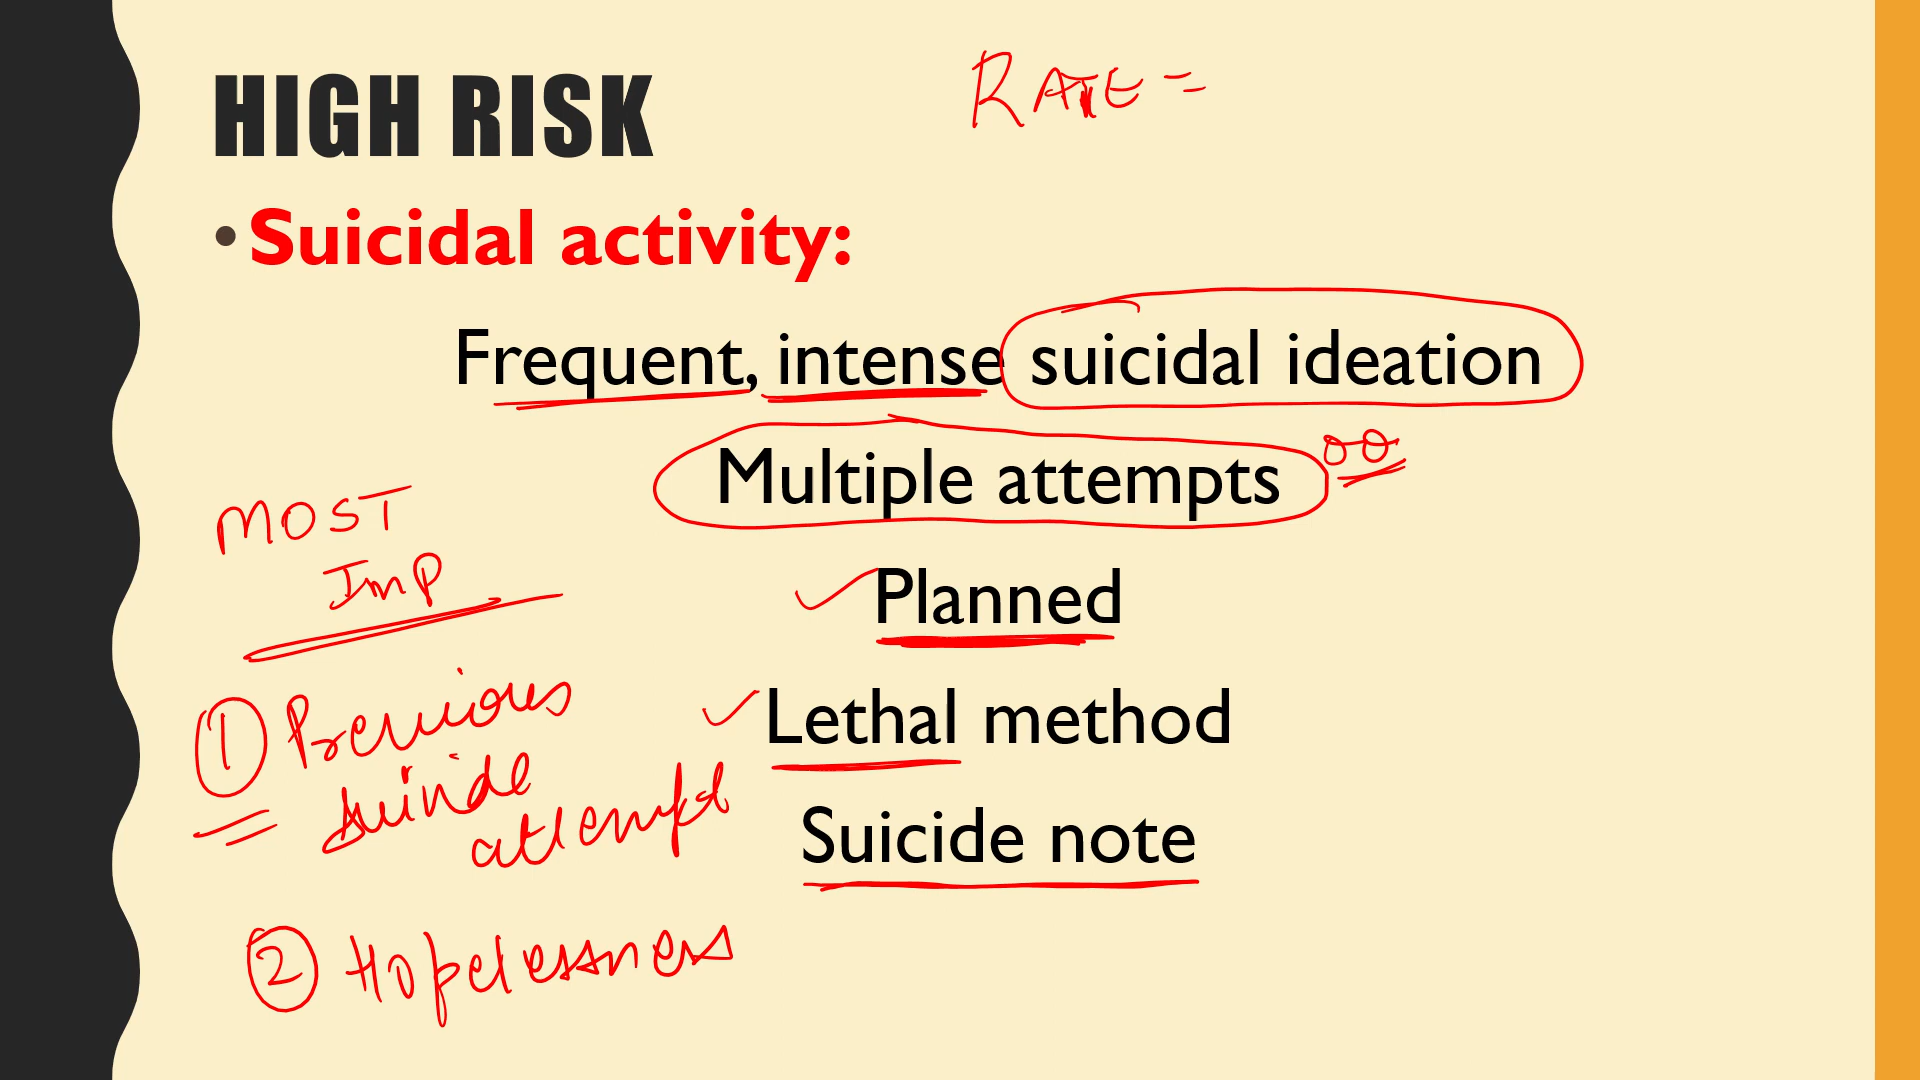 HIGH RISK
RATE =
• Suicidal activity:
Frequent, intense suicidal ideation
Multiple attempts
Planned
Lethal method
Suicide note
MOST
Imp
① Previous
suicide
attempt
② Hopelessness